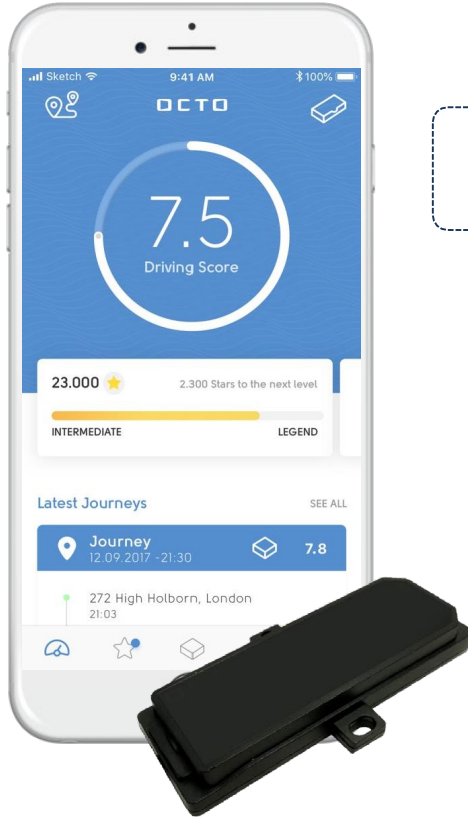 Sketch 9:41 AM 100%
OCTO
7.5
Driving Score
23.000 2.300 Stars to the next level
INTERMEDIATE LEGEND
Latest Journeys SEE ALL
Journey 7.8
12.09.2017 -21:30
272 High Holborn, London
21:03